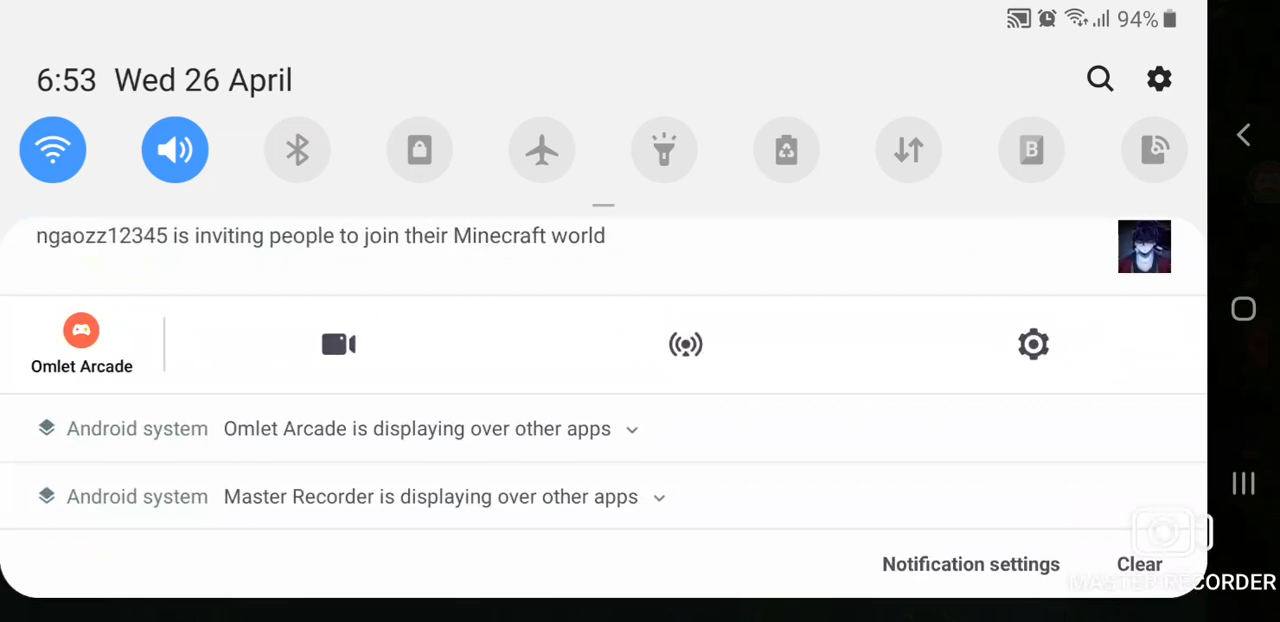 94%
6:53 Wed 26 April
B
ngaozz12345 is inviting people to join their Minecraft world
Omlet Arcade
Android system Omlet Arcade is displaying over other apps
Android system Master Recorder is displaying over other apps
Notification settings Clear
MASTER RECORDER